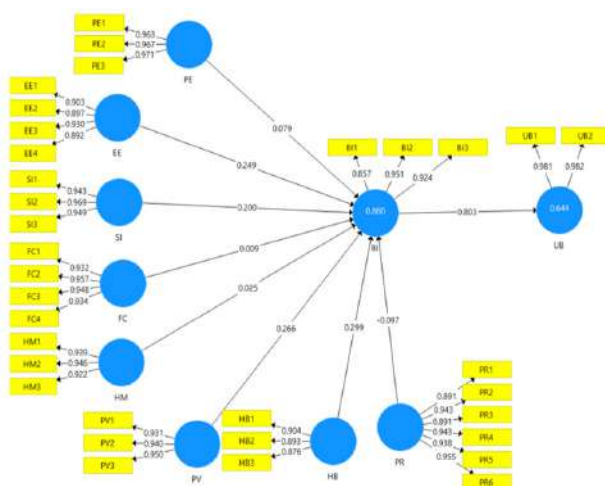 PE1
PE2
PE3
0.963
0.967
0.971
PE
EE1
EE2
EE3
EE4
0.903
0.897
0.930
0.892
EE
SI1
SI2
SI3
0.943
0.969
0.949
SI
FC1
FC2
FC3
FC4
0.932
0.957
0.948
0.934
FC
HM1
HM2
HM3
0.946
0.922
HM
PV1
PV2
PV3
0.931
0.940
0.950
PV
HB1
HB2
HB3
0.904
0.893
0.876
HB
PR1
PR2
PR3
PR4
PR5
PR6
0.891
0.943
0.891
0.943
0.938
0.955
PR
0.079
0.249
0.200
0.009
0.025
0.266
0.299
-0.097
BI1
BI2
BI3
0.857
0.951
0.924
BI
0.803
UB1
UB2
0.981
0.982
0.644
UB